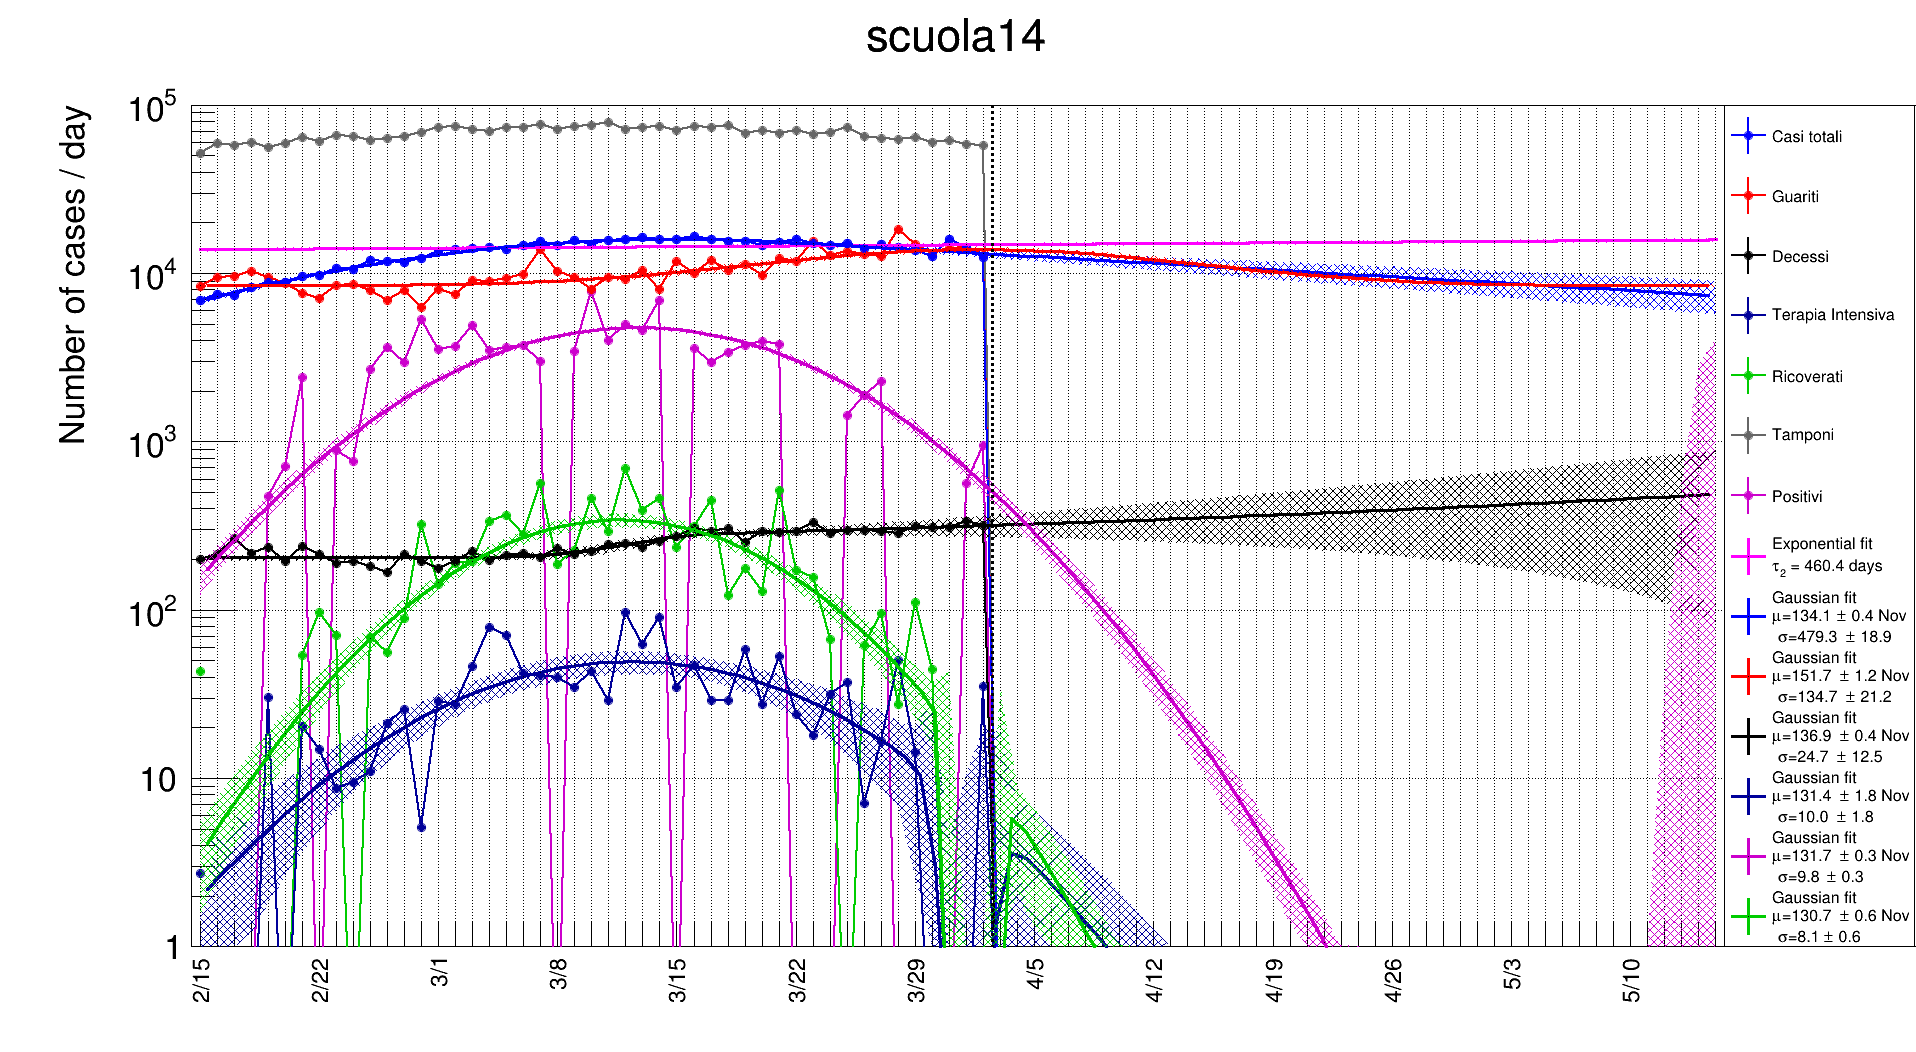 scuola14
Number of cases / day
10^5
10^4
10^3
10^2
10
1
2/15
2/22
3/1
3/8
3/15
3/22
3/29
4/5
4/12
4/19
4/26
5/3
5/10
Casi totali
Guariti
Decessi
Terapia Intensiva
Ricoverati
Tamponi
Positivi
Exponential fit
τ_2 = 460.4 days
Gaussian fit
μ=134.1 ± 0.4 Nov
σ=479.3 ± 18.9
Gaussian fit
μ=151.7 ± 1.2 Nov
σ=134.7 ± 21.2
Gaussian fit
μ=136.9 ± 0.4 Nov
σ=24.7 ± 12.5
Gaussian fit
μ=131.4 ± 1.8 Nov
σ=10.0 ± 1.8
Gaussian fit
μ=131.7 ± 0.3 Nov
σ=9.8 ± 0.3
Gaussian fit
μ=130.7 ± 0.6 Nov
σ=8.1 ± 0.6